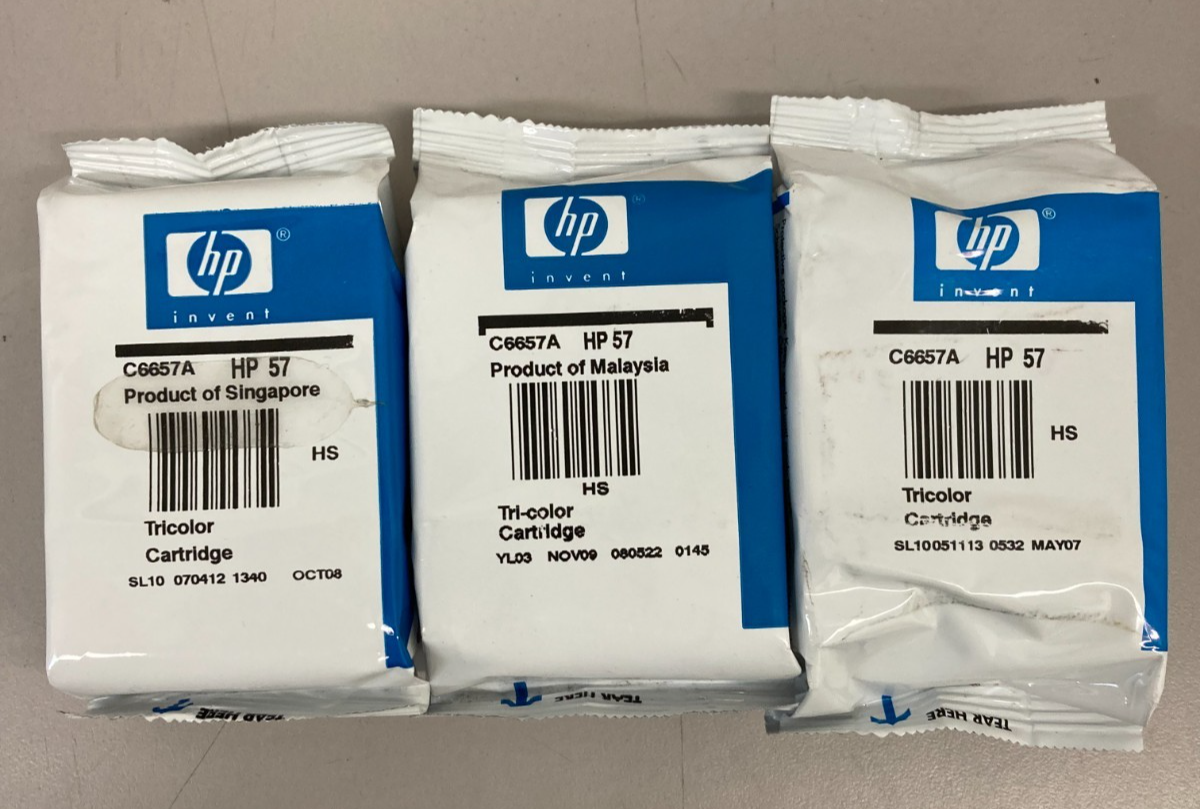 hp ®
invent
C6657A HP 57
Product of Singapore
HS
Tricolor
Cartridge
SL10 070412 1340 OCT08
TEAR HERE
hp ®
invent
C6657A HP 57
Product of Malaysia
HS
Tri-color
Cartridge
YL03 NOV09 080522 0145
TEAR HERE
hp ®
invent
C6657A HP 57
HS
Tricolor
Cartridge
SL10051113 0532 MAY07
TEAR HERE